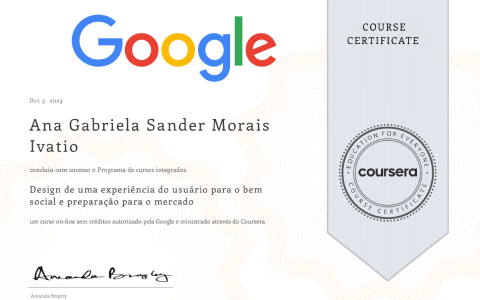 Google
COURSE
CERTIFICATE
Oct 5, 2023
Ana Gabriela Sander Morais
Ivatio
concluiu com sucesso o Programa de cursos integrados
Design de uma experiência do usuário para o bem
social e preparação para o mercado
um curso on-line sem créditos autorizado pela Google e ministrado através do Coursera
EDUCATION FOR EVERYONE
coursera
COURSE CERTIFICATE
Amanda Brophy
Amanda Brophy